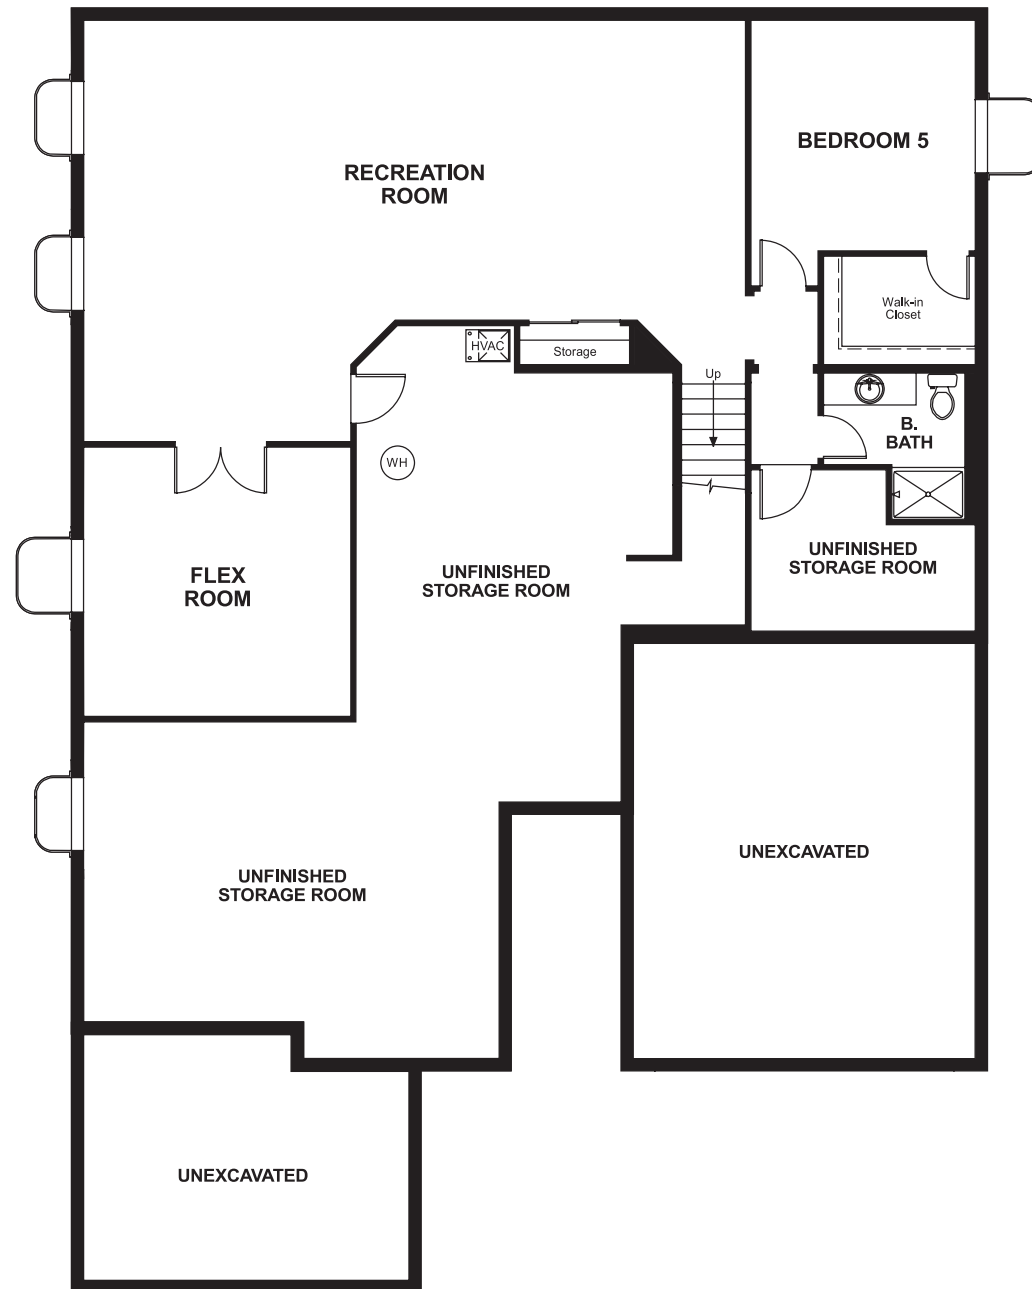 BEDROOM 5
RECREATION
ROOM
Walk-in
Closet
HVAC
Storage
Up
B.
BATH
WH
UNFINISHED
STORAGE ROOM
FLEX
ROOM
UNFINISHED
STORAGE ROOM
UNEXCAVATED
UNFINISHED
STORAGE ROOM
UNEXCAVATED